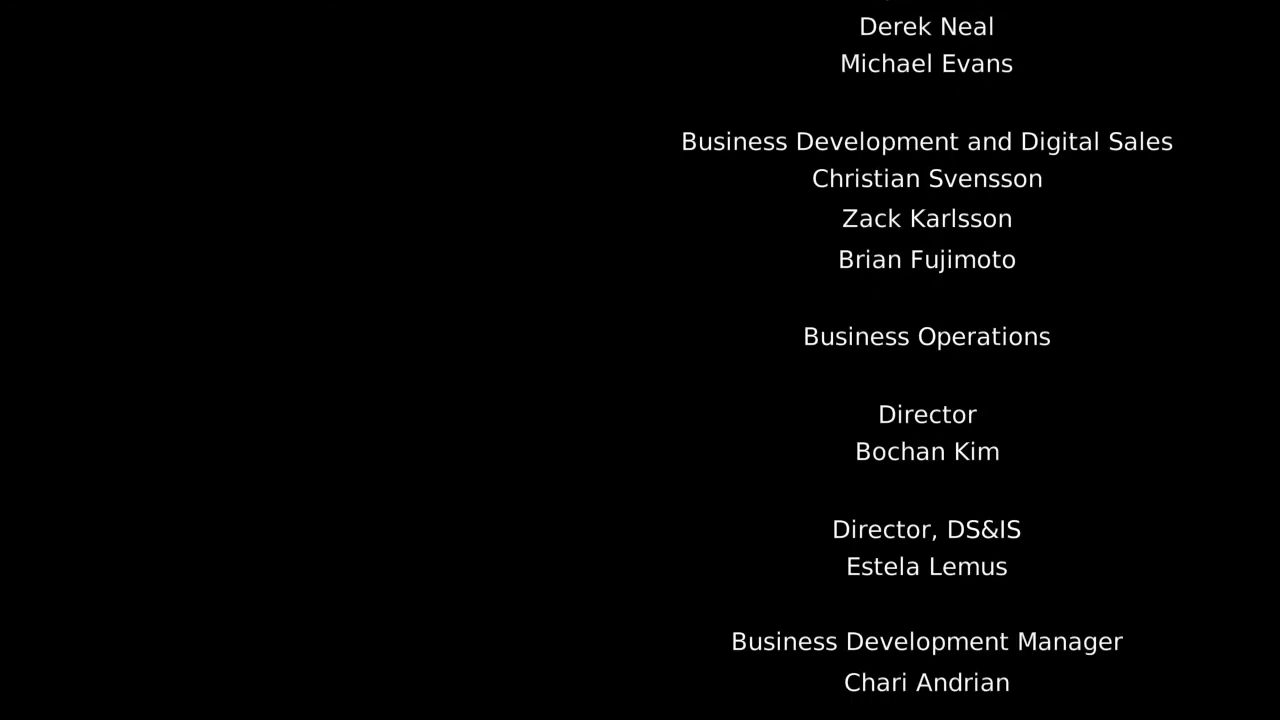 Derek Neal
Michael Evans
Business Development and Digital Sales
Christian Svensson
Zack Karlsson
Brian Fujimoto
Business Operations
Director
Bochan Kim
Director, DS&IS
Estela Lemus
Business Development Manager
Chari Andrian